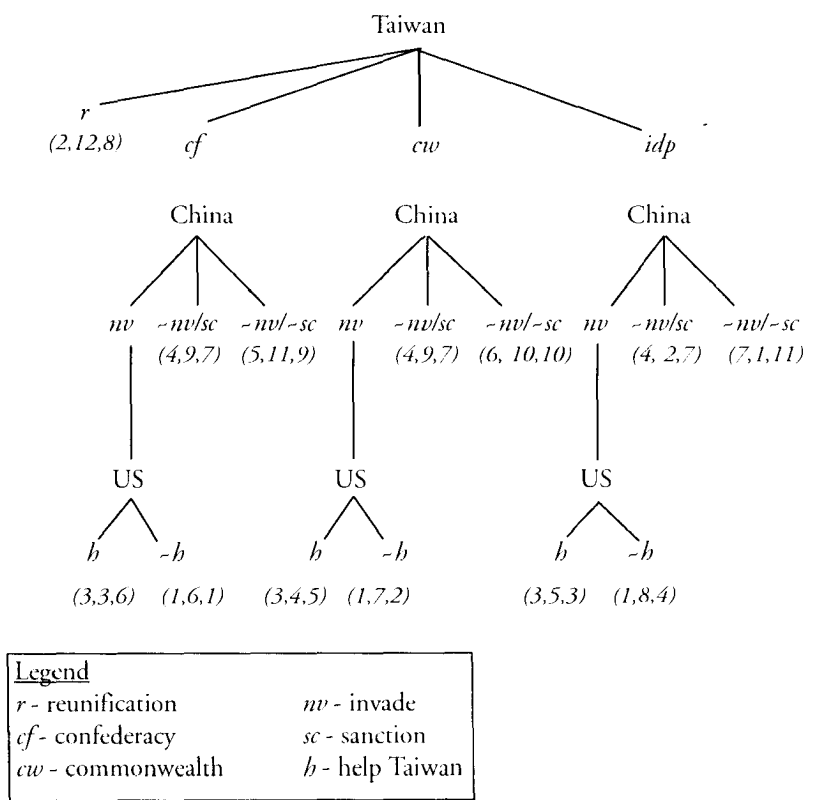 Taiwan
r
(2,12,8)
cf
cw
idp
China China China
nv ~nv/sc ~nv/~sc nv ~nv/sc ~nv/~sc nv ~nv/sc ~nv/~sc
(4,9,7) (5,11,9) (4,9,7) (6, 10,10) (4, 2,7) (7,1,11)
US US US
h ~h h ~h h ~h
(3,3,6) (1,6,1) (3,4,5) (1,7,2) (3,5,3) (1,8,4)
Legend
r - reunification nv - invade
cf - confederacy sc - sanction
cw - commonwealth h - help Taiwan